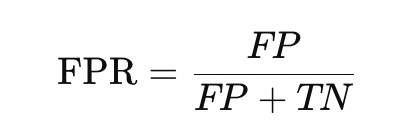 FPR = FP / (FP + TN)